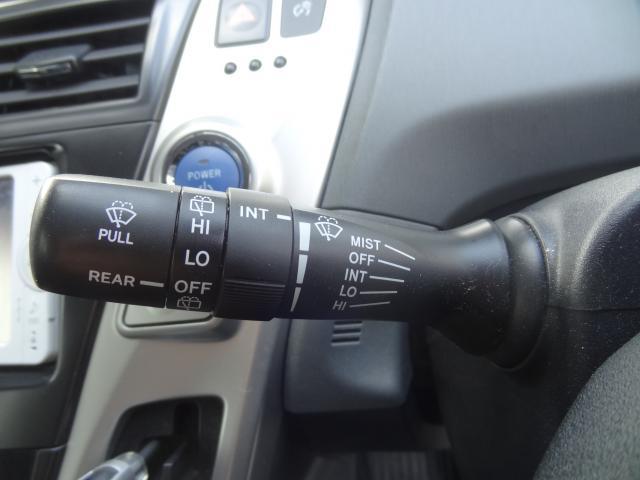 POWER
PULL
REAR
HI
LO
OFF
INT
MIST
OFF
INT
LO
HI